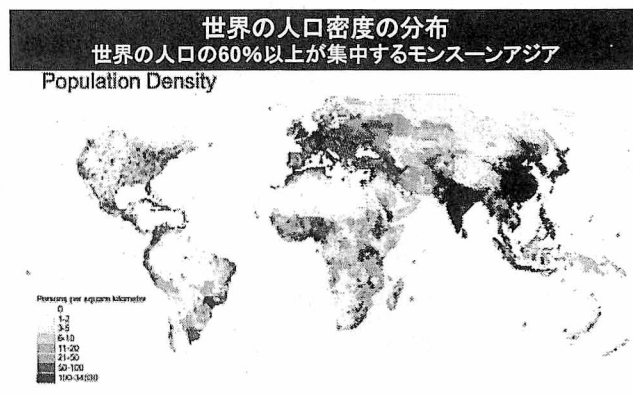 世界の人口密度の分布
世界の人口の60%以上が集中するモンスーンアジア
Population Density
Persons per square kilometer
0
1-2
3-5
6-10
11-20
21-50
50-100